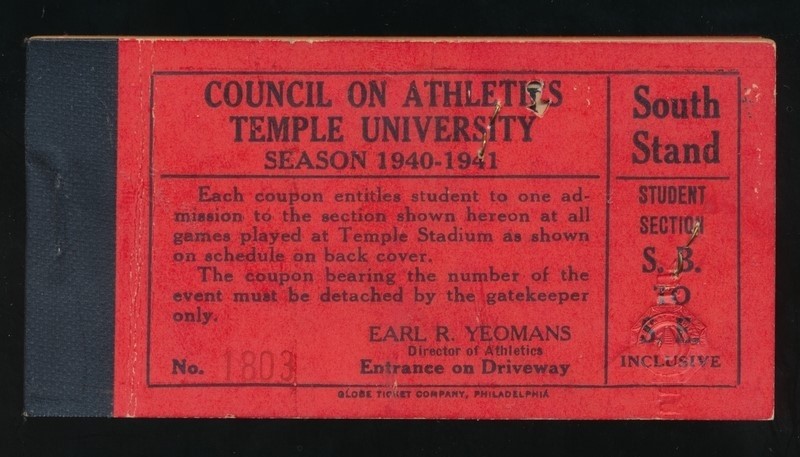 COUNCIL ON ATHLETICS
TEMPLE UNIVERSITY
SEASON 1940-1941
Each coupon entitles student to one ad-
mission to the section shown hereon at all
games played at Temple Stadium as shown
on schedule on back cover.
The coupon bearing the number of the
event must be detached by the gatekeeper
only.
EARL R. YEOMANS
Director of Athletics
No. 1803
Entrance on Driveway
GLOBE TICKET COMPANY, PHILADELPHIA
South
Stand
STUDENT
SECTION
S. B.
TO
S. E.
INCLUSIVE